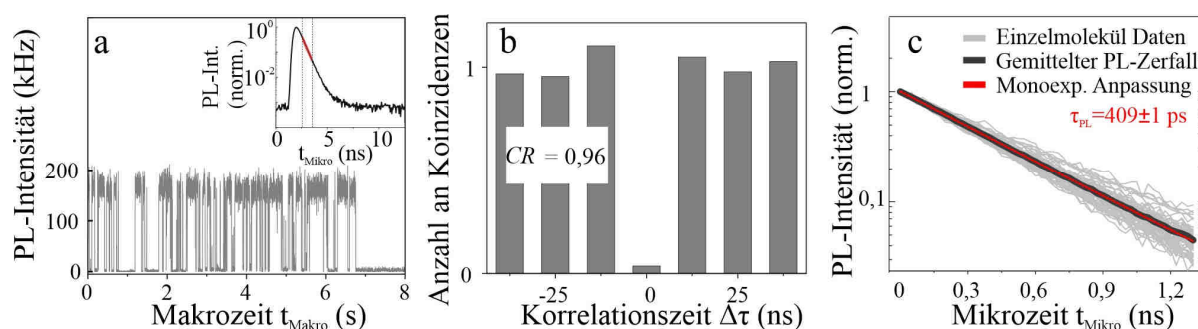 a
PL-Intensität (kHz)
200
100
0
0 2 4 6 8
Makrozeit t_Makro (s)
PL-Int.
(norm.)
10^0
10^-2
0 5 10
t_Mikro (ns)
b
Anzahl an Koinzidenzen
1
0
CR = 0,96
-25 0 25
Korrelationszeit Δτ (ns)
c
Einzelmolekül Daten
Gemittelter PL-Zerfall
Monoexp. Anpassung
τ_PL=409±1 ps
PL-Intensität (norm.)
1
0,1
0 0,3 0,6 0,9 1,2
Mikrozeit t_Mikro (ns)